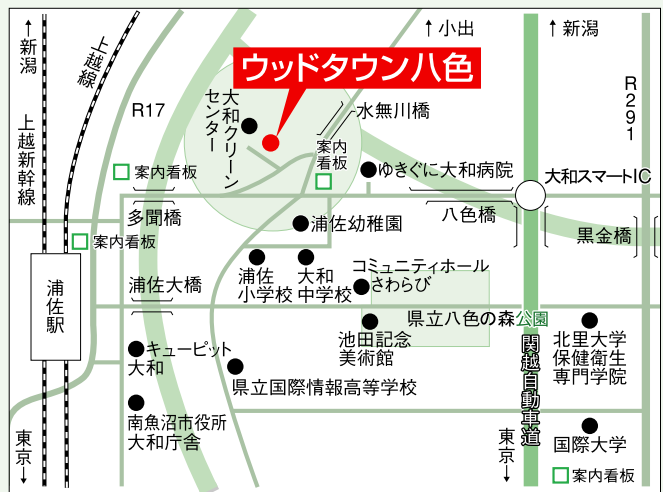 ↑小出
↑新潟
↑新潟
上越線
上越新幹線
R17
R291
ウッドタウン八色
大和クリーン
センター
水無川橋
案内
看板
ゆきぐに大和病院
大和スマートIC
案内看板
多聞橋
八色橋
浦佐幼稚園
黒金橋
案内看板
浦佐
小学校
大和
中学校
コミュニティホール
さわらび
浦佐駅
浦佐大橋
県立八色の森公園
池田記念
美術館
北里大学
保健衛生
専門学院
関越自動車道
キューピット
大和
県立国際情報高等学校
南魚沼市役所
大和庁舎
国際大学
東京→
東京→
案内看板